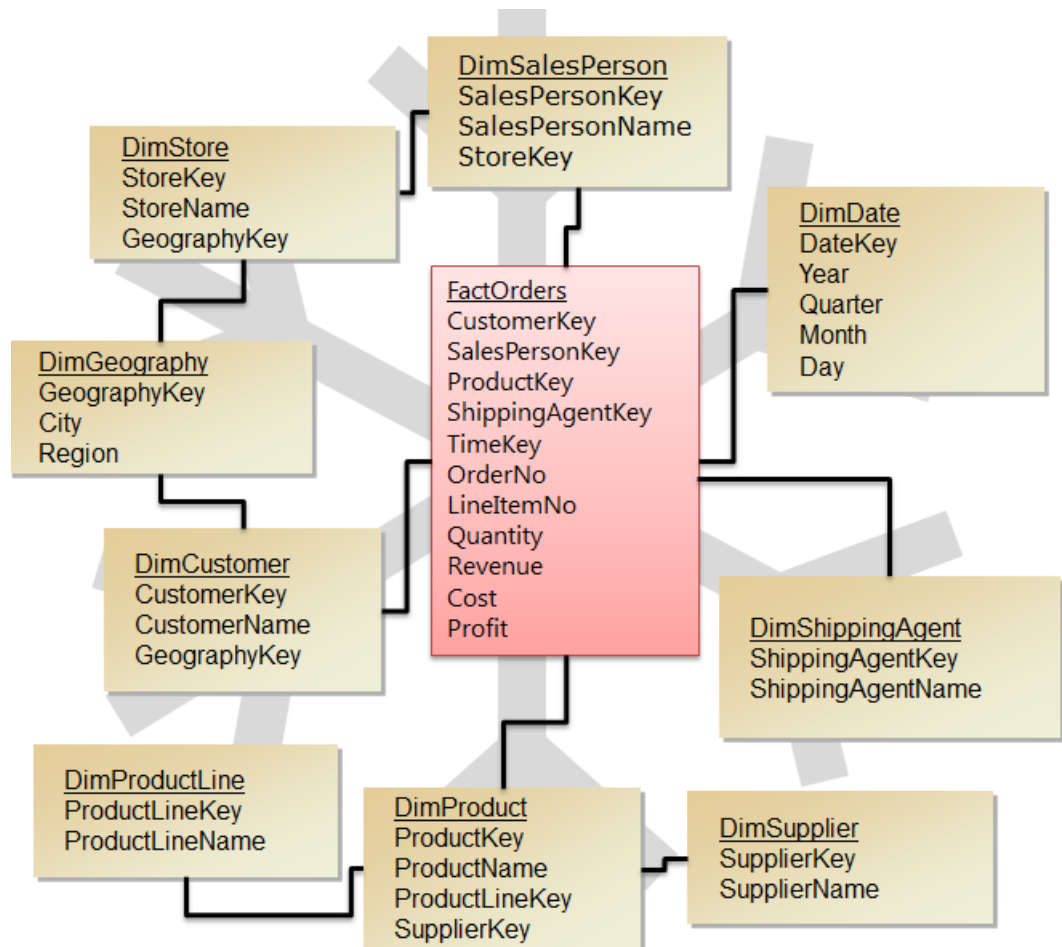 DimSalesPerson
SalesPersonKey
SalesPersonName
StoreKey
DimStore
StoreKey
StoreName
GeographyKey
DimDate
DateKey
Year
Quarter
Month
Day
FactOrders
CustomerKey
SalesPersonKey
ProductKey
ShippingAgentKey
TimeKey
OrderNo
LineItemNo
Quantity
Revenue
Cost
Profit
DimGeography
GeographyKey
City
Region
DimCustomer
CustomerKey
CustomerName
GeographyKey
DimShippingAgent
ShippingAgentKey
ShippingAgentName
DimProductLine
ProductLineKey
ProductLineName
DimProduct
ProductKey
ProductName
ProductLineKey
SupplierKey
DimSupplier
SupplierKey
SupplierName